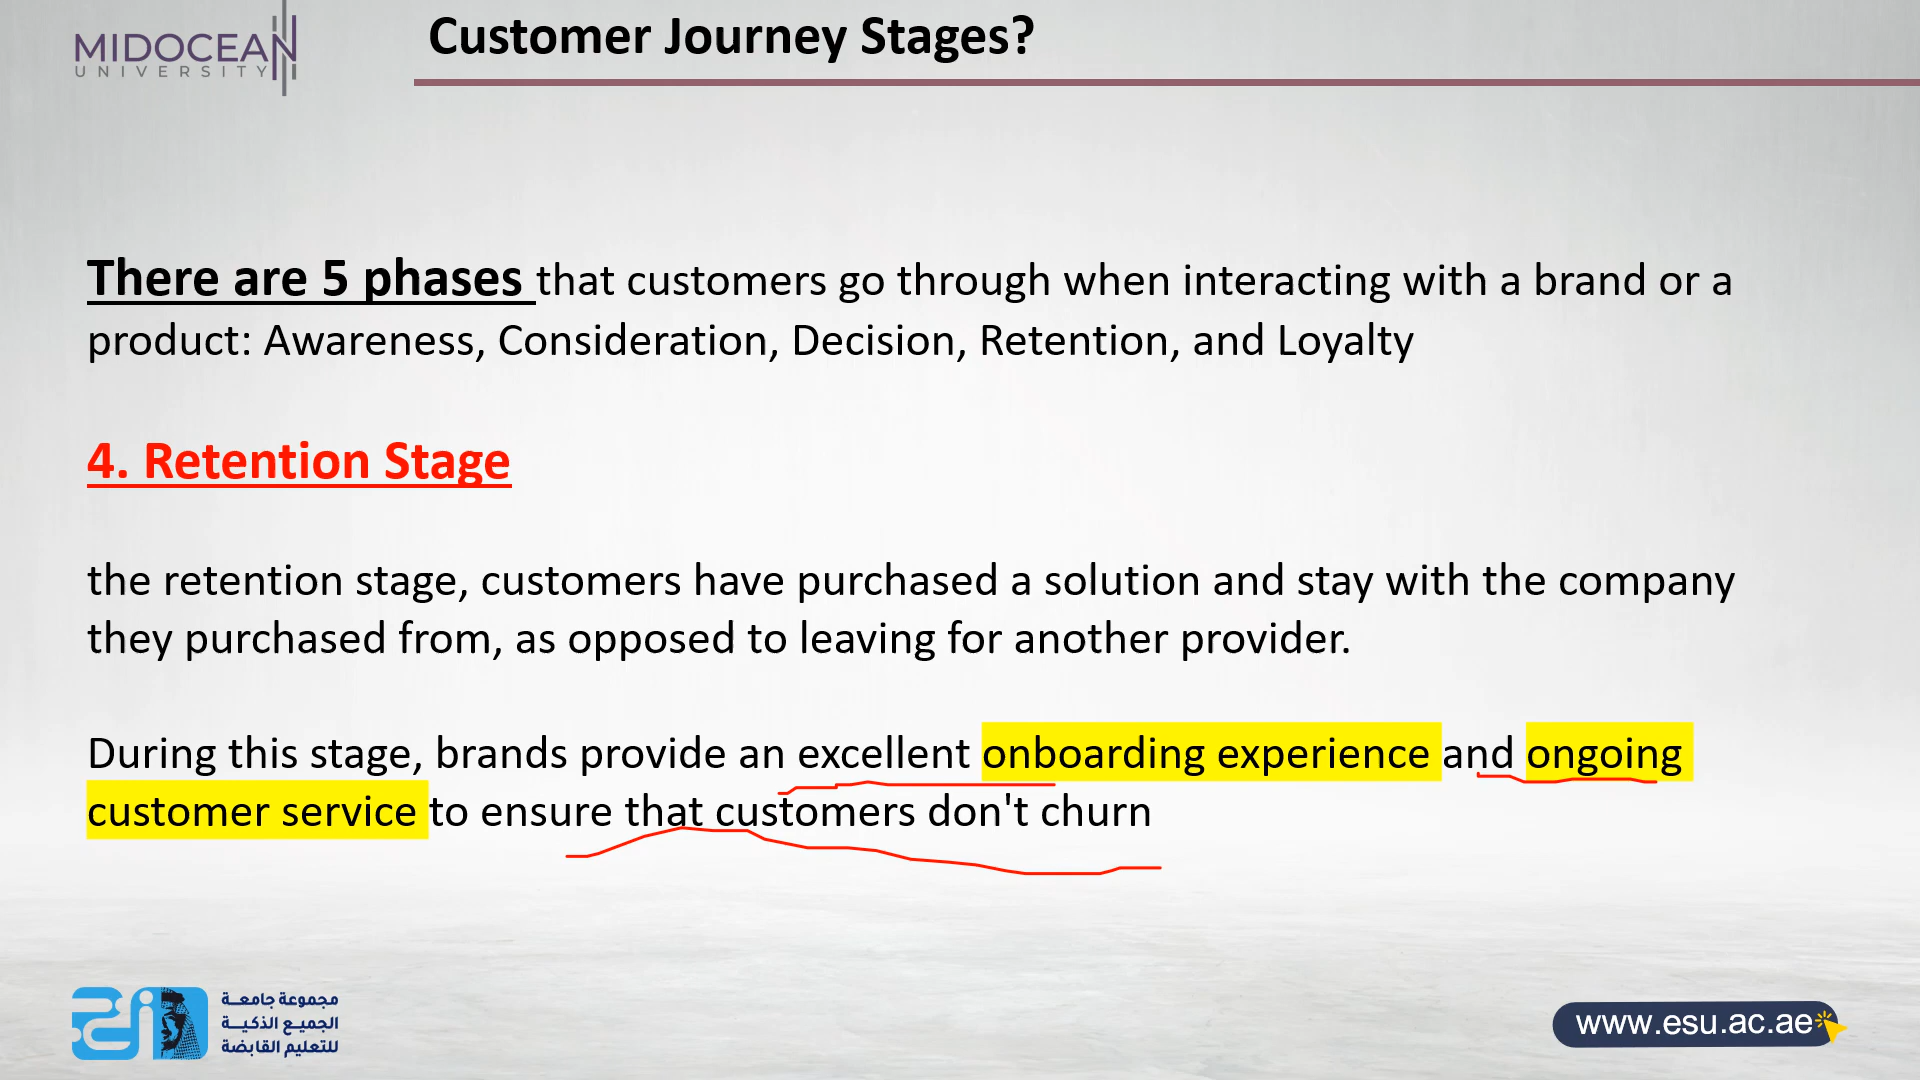 MIDOCEAN
UNIVERSITY
Customer Journey Stages?
There are 5 phases that customers go through when interacting with a brand or a
product: Awareness, Consideration, Decision, Retention, and Loyalty
4. Retention Stage
the retention stage, customers have purchased a solution and stay with the company
they purchased from, as opposed to leaving for another provider.
During this stage, brands provide an excellent onboarding experience and ongoing
customer service to ensure that customers don't churn
مجموعة جامعة
الجميع الذكية
للتعليم القابضة
www.esu.ac.ae